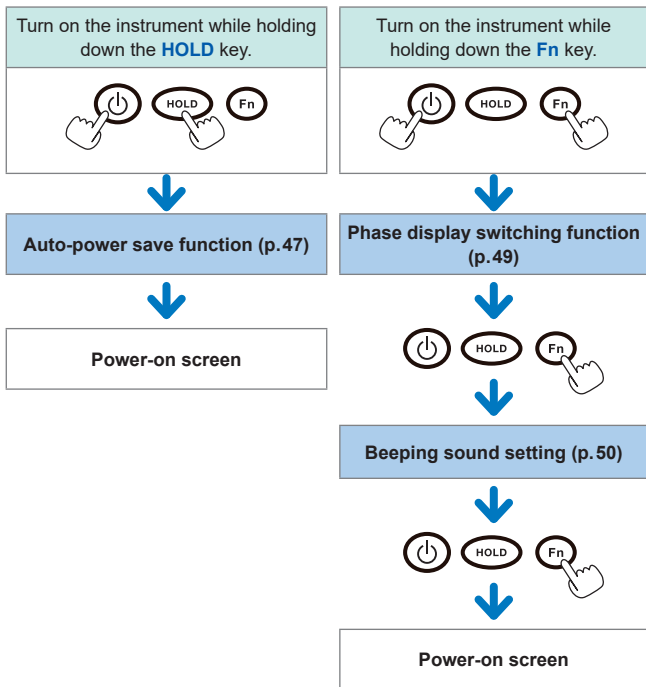 Turn on the instrument while holding
down the HOLD key.
HOLD
Fn
Auto-power save function (p.47)
Power-on screen
Turn on the instrument while
holding down the Fn key.
HOLD
Fn
Phase display switching function
(p.49)
HOLD
Fn
Beeping sound setting (p.50)
HOLD
Fn
Power-on screen